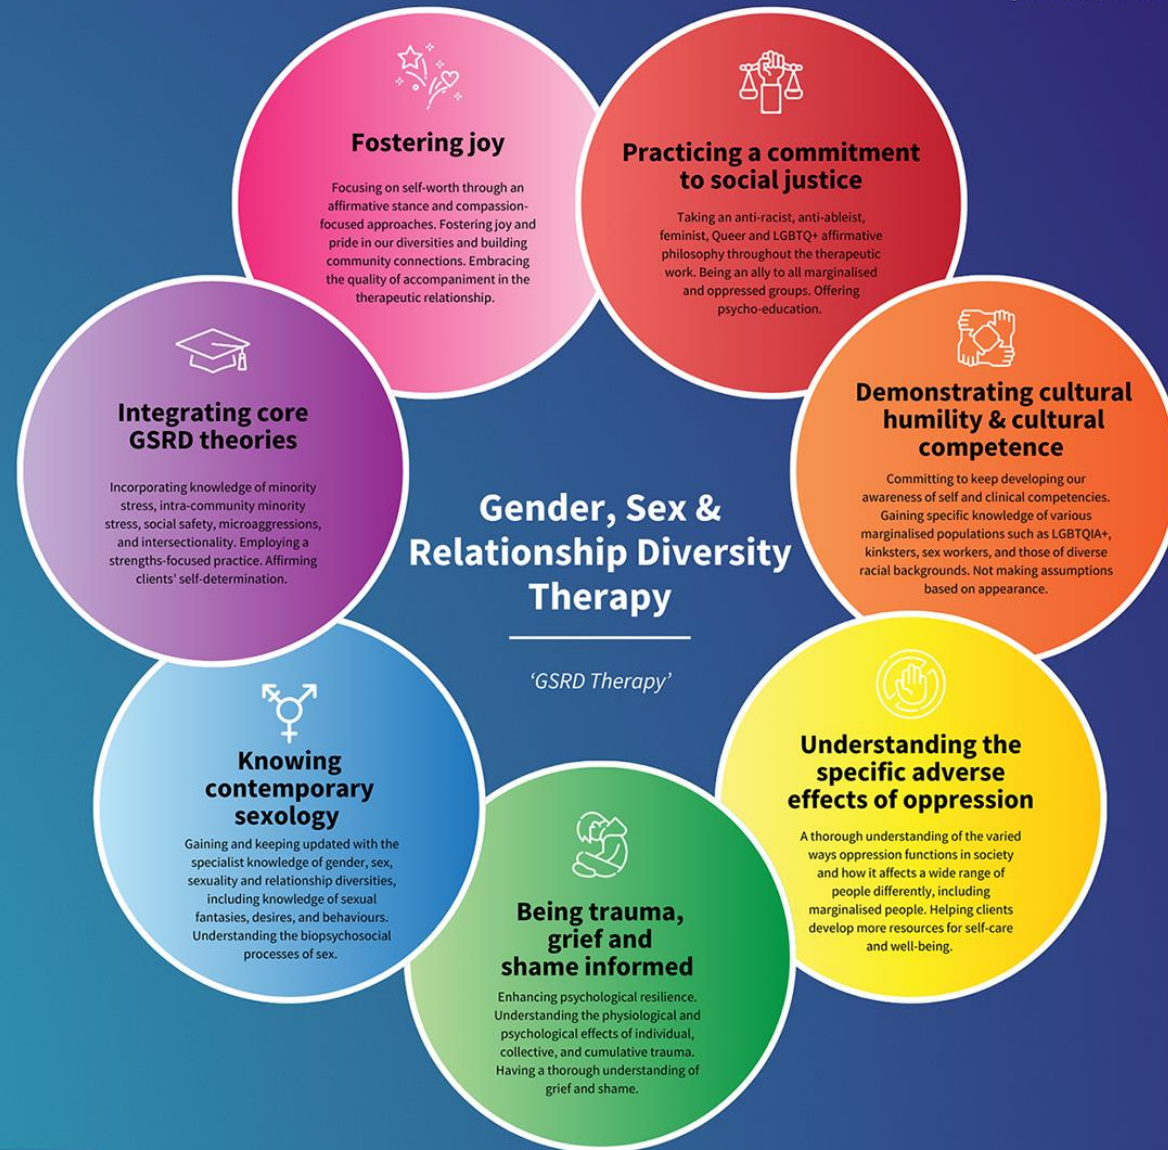 Fostering joy
Focusing on self-worth through an
affirmative stance and compassion-
focused approaches. Fostering joy and
pride in our diversities and building
community connections. Embracing
the quality of accompaniment in the
therapeutic relationship.
Practicing a commitment
to social justice
Taking an anti-racist, anti-ableist,
feminist, Queer and LGBTQ+ affirmative
philosophy throughout the therapeutic
work. Being an ally to all marginalised
and oppressed groups. Offering
psycho-education.
Demonstrating cultural
humility & cultural
competence
Committing to keep developing our
awareness of self and clinical competencies.
Gaining specific knowledge of various
marginalised populations such as LGBTQIA+,
kinksters, sex workers, and those of diverse
racial backgrounds. Not making assumptions
based on appearance.
Understanding the
specific adverse
effects of oppression
A thorough understanding of the varied
ways oppression functions in society
and how it affects a wide range of
people differently, including
marginalised people. Helping clients
develop more resources for self-care
and well-being.
Being trauma,
grief and
shame informed
Enhancing psychological resilience.
Understanding the physiological and
psychological effects of individual,
collective, and cumulative trauma.
Having a thorough understanding of
grief and shame.
Knowing
contemporary
sexology
Gaining and keeping updated with the
specialist knowledge of gender, sex,
sexuality and relationship diversities,
including knowledge of sexual
fantasies, desires, and behaviours.
Understanding the biopsychosocial
processes of sex.
Integrating core
GSRD theories
Incorporating knowledge of minority
stress, intra-community minority
stress, social safety, microaggressions,
and intersectionality. Employing a
strengths-focused practice. Affirming
clients' self-determination.
Gender, Sex &
Relationship Diversity
Therapy
‘GSRD Therapy’